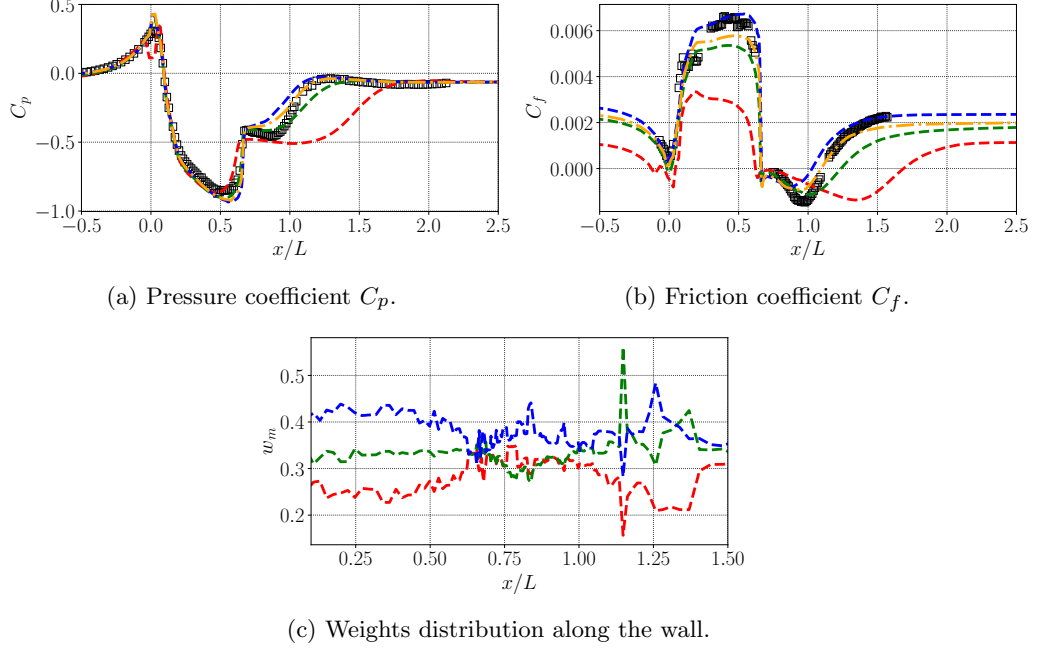 0.5
0.0
−0.5
−1.0
C_p
−0.5 0.0 0.5 1.0 1.5 2.0 2.5
x/L
(a) Pressure coefficient C_p.
0.006
0.004
0.002
0.000
C_f
−0.5 0.0 0.5 1.0 1.5 2.0 2.5
x/L
(b) Friction coefficient C_f.
0.5
0.4
0.3
0.2
w_m
0.25 0.50 0.75 1.00 1.25 1.50
x/L
(c) Weights distribution along the wall.